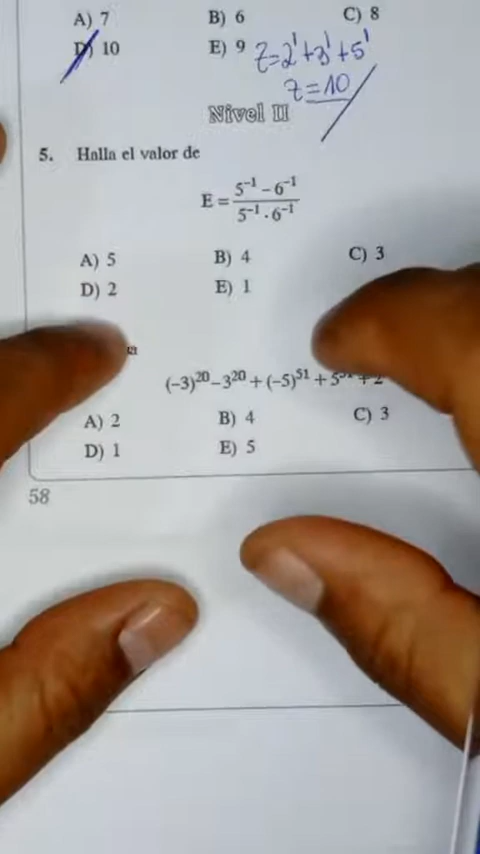 A) 7 B) 6 C) 8
D) 10 E) 9 z=2¹+3¹+5¹
z=10
Nivel II
5. Halla el valor de
E = (5⁻¹ – 6⁻¹)/(5⁻¹ . 6⁻¹)
A) 5 B) 4 C) 3
D) 2 E) 1
(–3)²⁰–3²⁰+(–5)⁵¹+5
A) 2 B) 4 C) 3
D) 1 E) 5
58